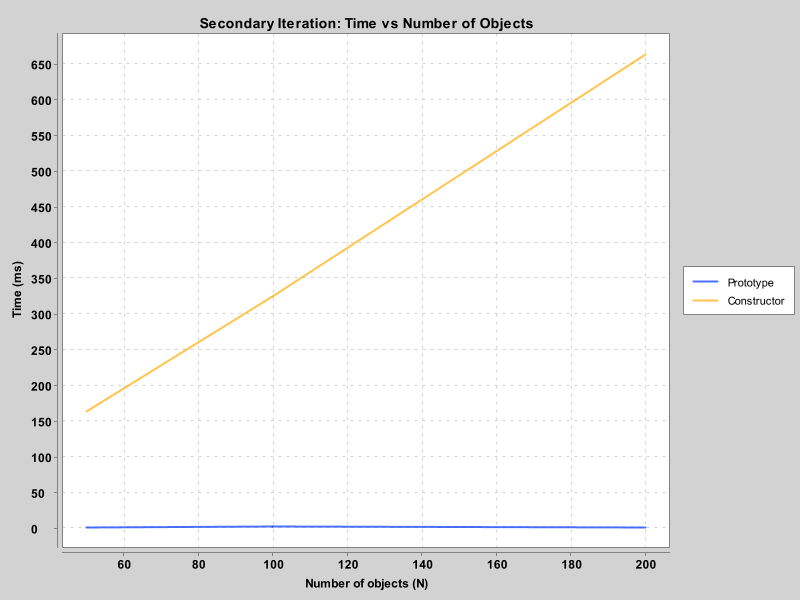 Secondary Iteration: Time vs Number of Objects
650
600
550
500
450
400
350
300
250
200
150
100
50
0
Time (ms)
60 80 100 120 140 160 180 200
Number of objects (N)
Prototype
Constructor